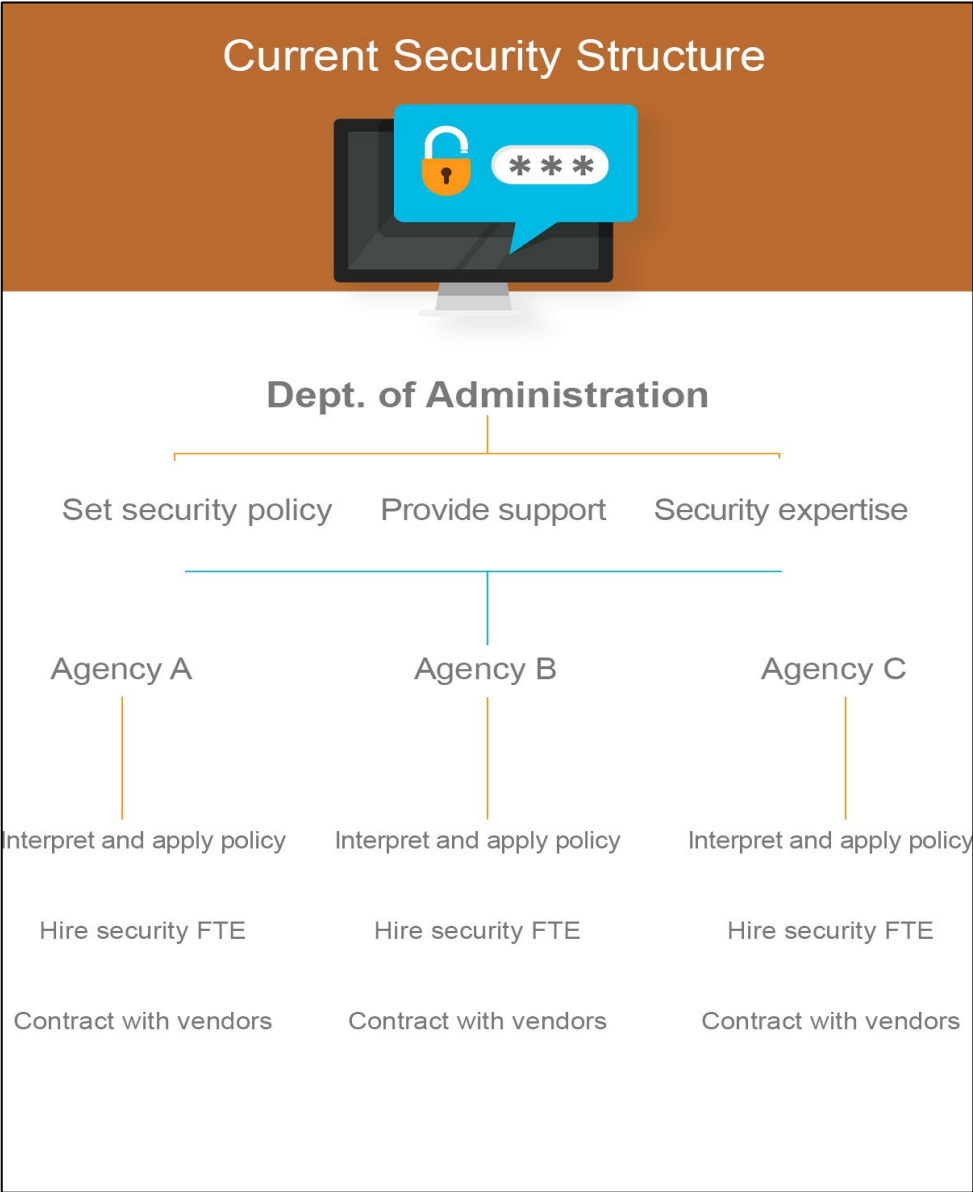 Current Security Structure
***
Dept. of Administration
Set security policy Provide support Security expertise
Agency A Agency B Agency C
Interpret and apply policy Interpret and apply policy Interpret and apply policy
Hire security FTE Hire security FTE Hire security FTE
Contract with vendors Contract with vendors Contract with vendors